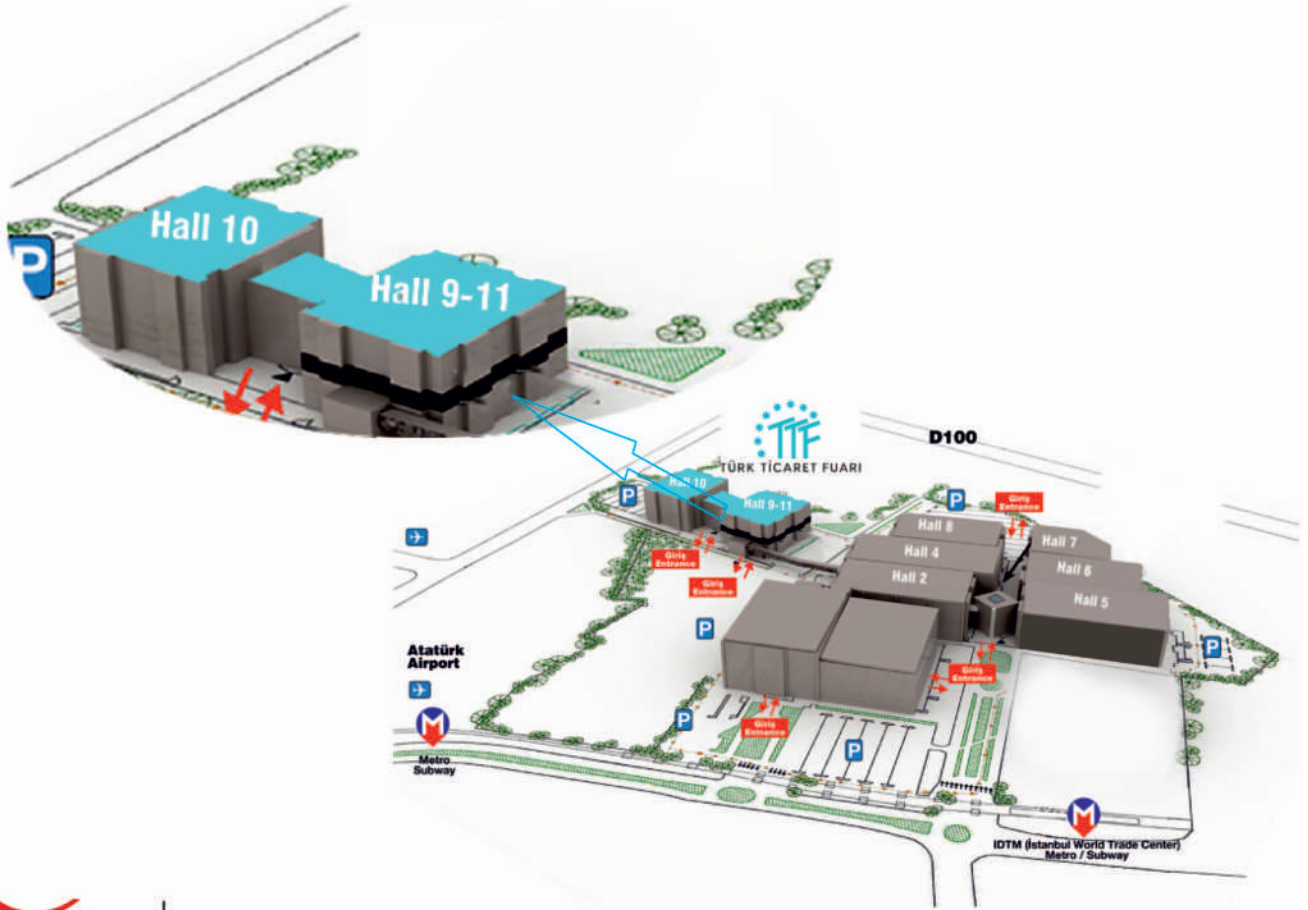 Hall 10
P
Hall 9-11
TTF
TÜRK TİCARET FUARI
D100
Hall 10
P
Hall 9-11
P
Giriş
Entrance
Hall 8
Hall 7
Hall 4
Hall 6
Giriş
Entrance
Hall 2
Giriş
Entrance
Hall 5
P
P
Atatürk
Airport
Giriş
Entrance
M
Metro
Subway
P
Giriş
Entrance
P
M
IDTM (İstanbul World Trade Center)
Metro / Subway